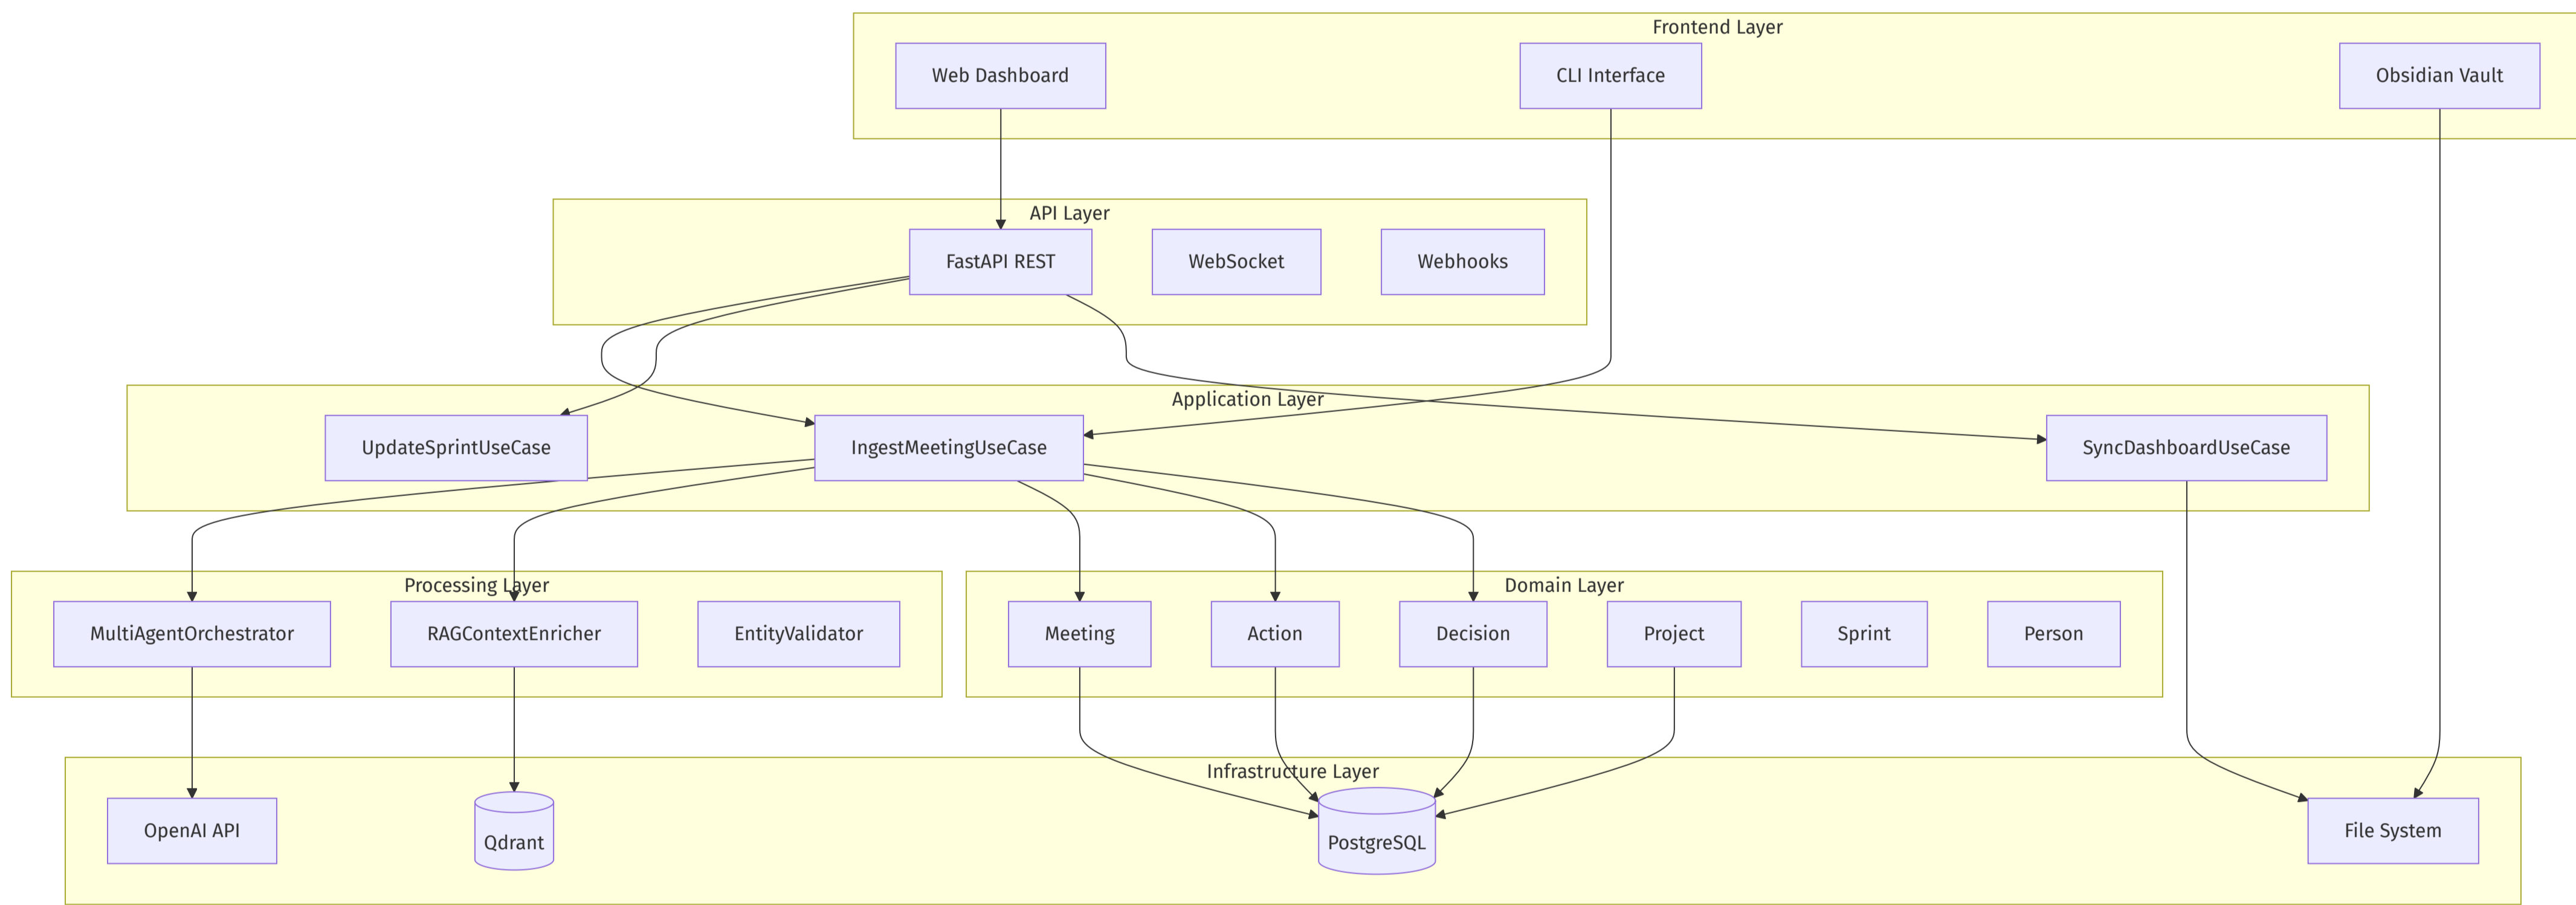 Frontend Layer
Web Dashboard
CLI Interface
Obsidian Vault
API Layer
FastAPI REST
WebSocket
Webhooks
Application Layer
UpdateSprintUseCase
IngestMeetingUseCase
SyncDashboardUseCase
Processing Layer
MultiAgentOrchestrator
RAGContextEnricher
EntityValidator
Domain Layer
Meeting
Action
Decision
Project
Sprint
Person
Infrastructure Layer
OpenAI API
Qdrant
PostgreSQL
File System